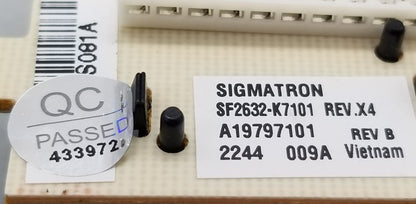 S081A
QC
PASSED
433972
SIGMATRON
SF2632-K7101 REV.X4
A19797101 REV B
2244 009A Vietnam